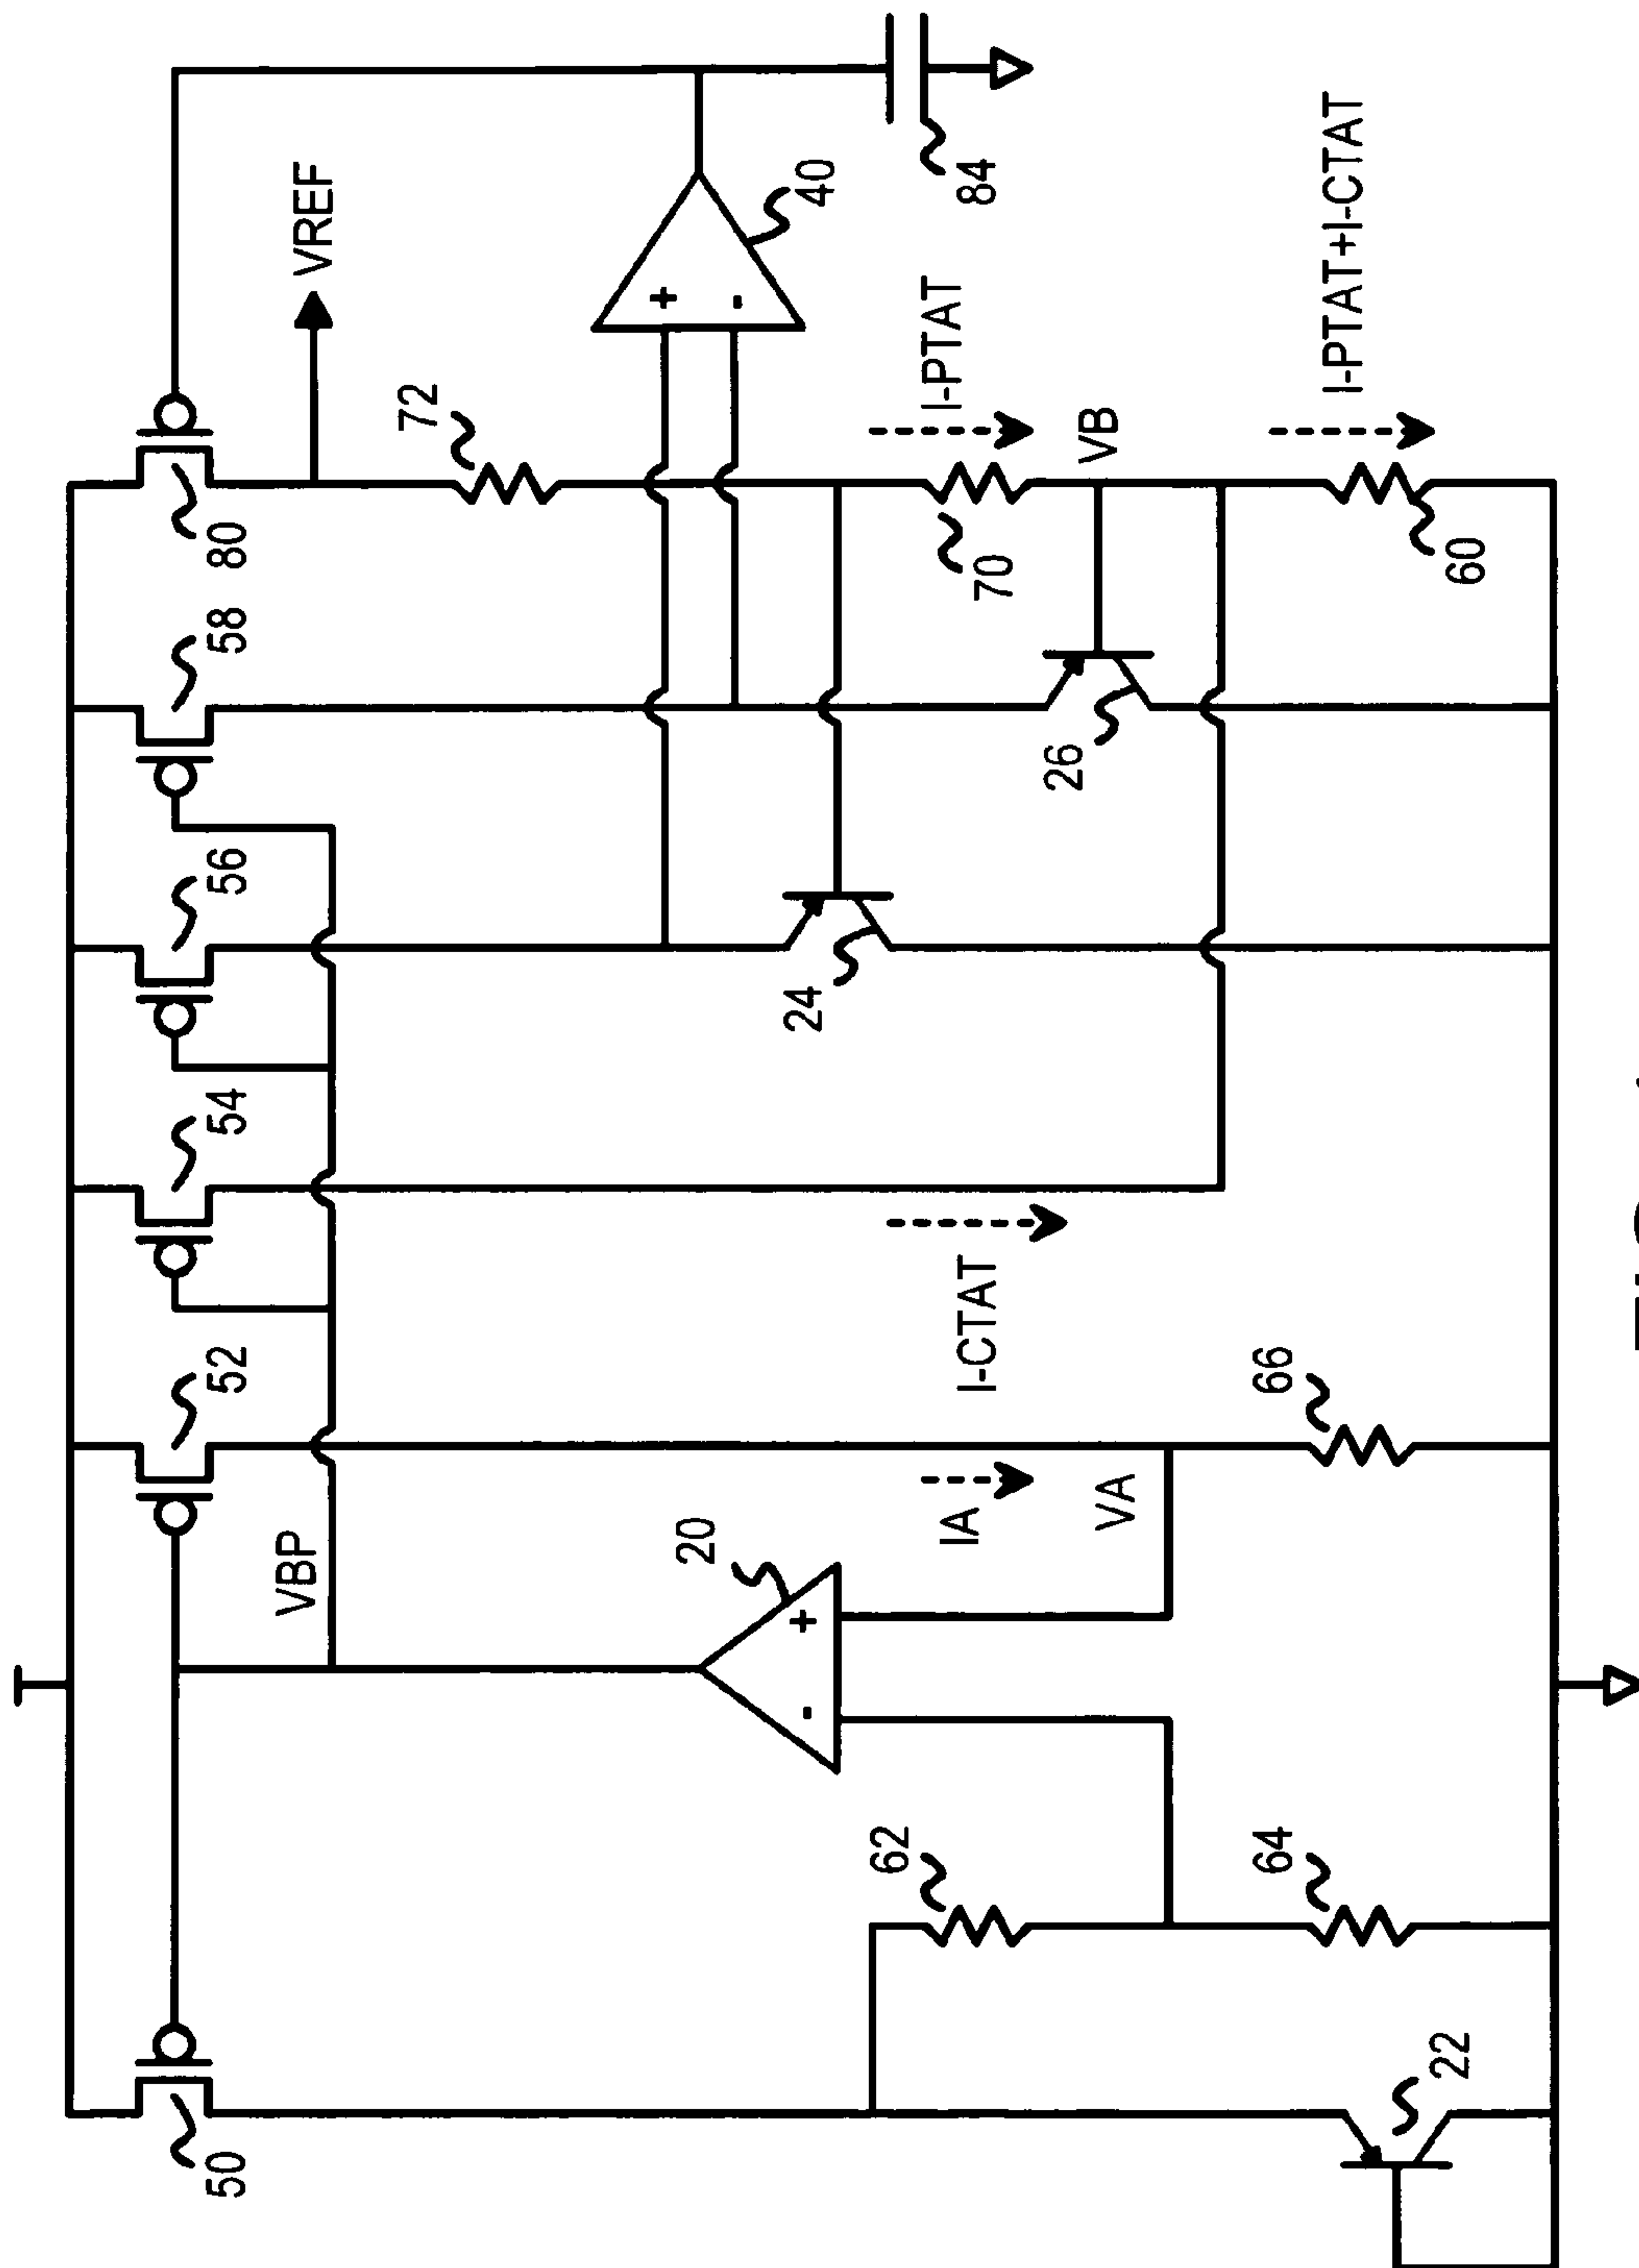 VREF
40
84
72
80
I-PTAT
I-PTAT+I-CTAT
VB
70
60
58
26
56
24
54
52
I-CTAT
66
VBP
20
IA
VA
+
-
+
-
62
64
50
22